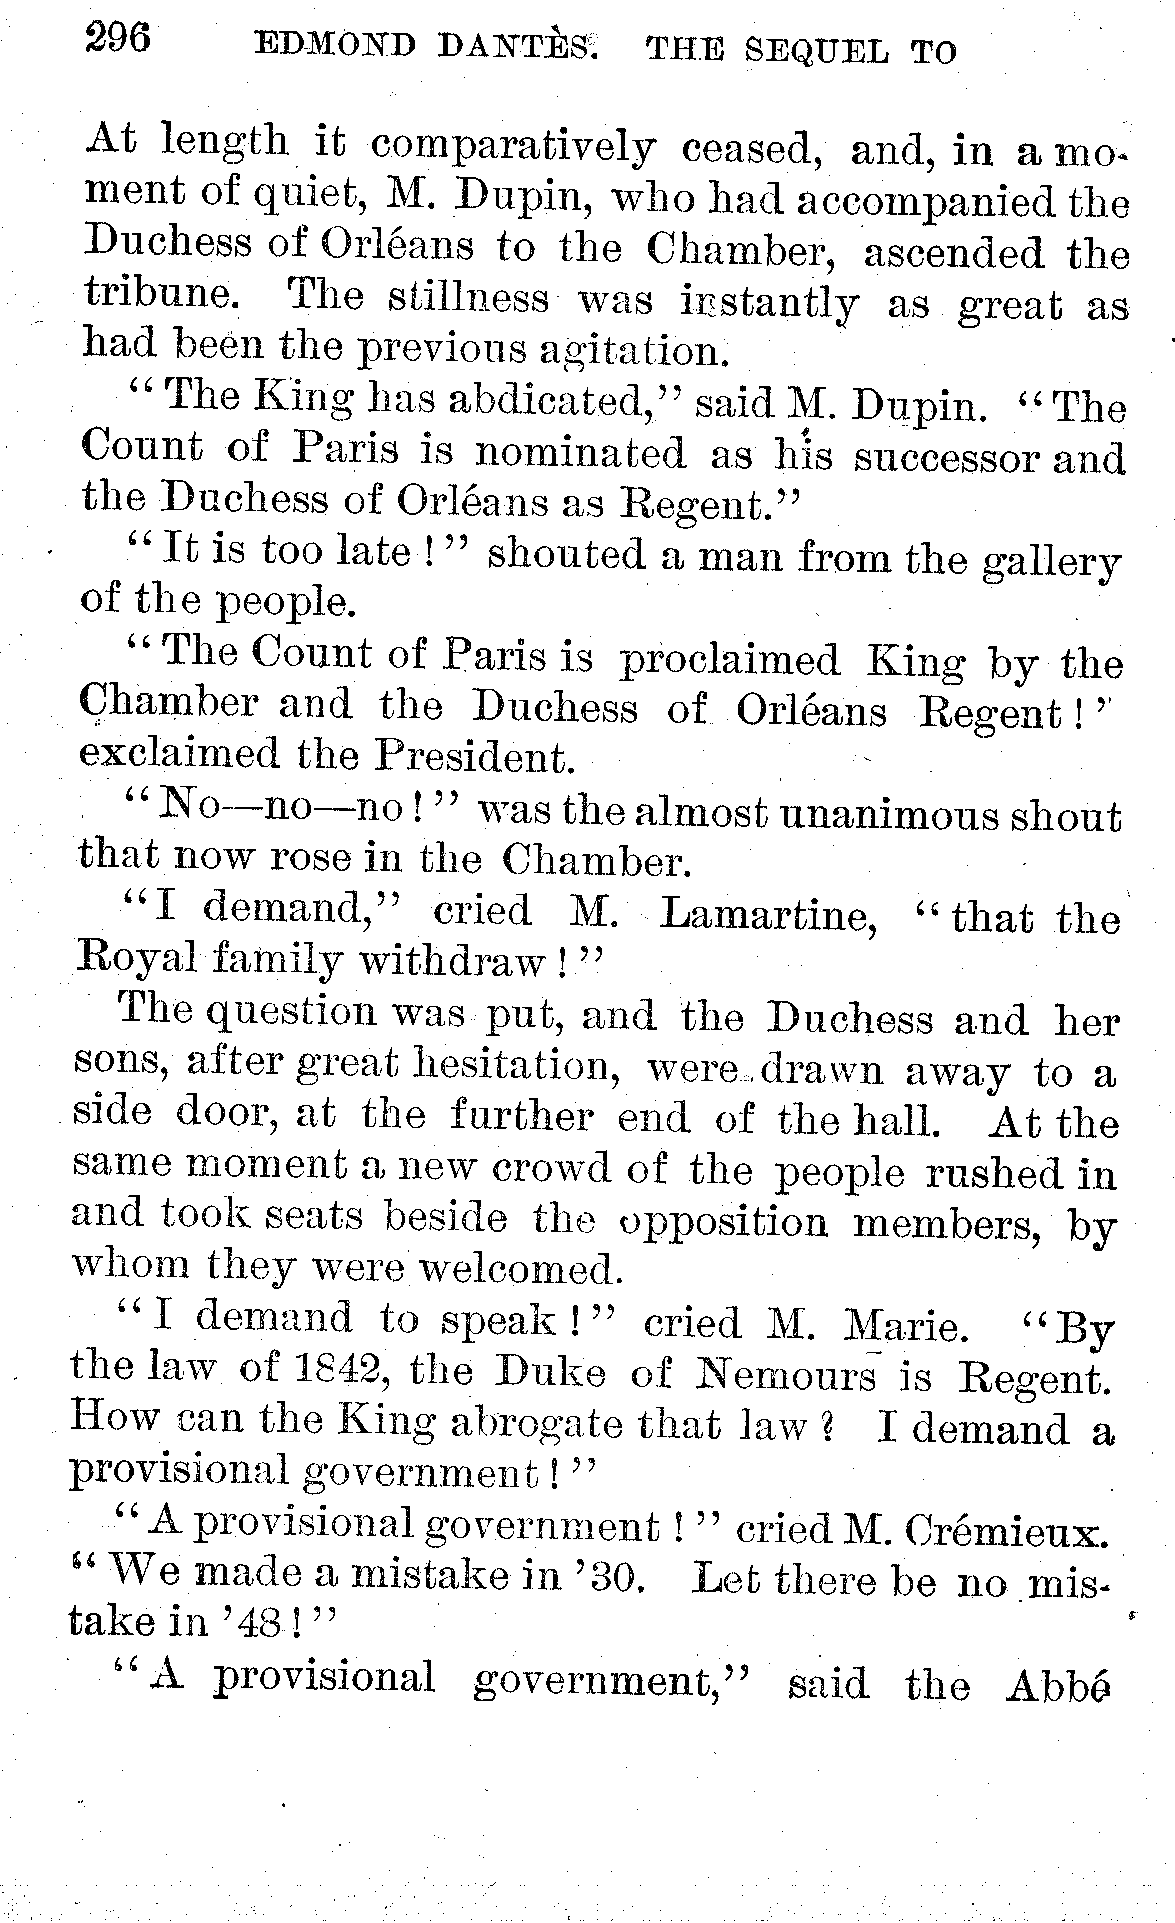 296 EDMOND DANTÈS. THE SEQUEL TO
At length it comparatively ceased, and, in a mo-
ment of quiet, M. Dupin, who had accompanied the
Duchess of Orléans to the Chamber, ascended the
tribune. The stillness was instantly as great as
had been the previous agitation.
"The King has abdicated," said M. Dupin. "The
Count of Paris is nominated as his successor and
the Duchess of Orléans as Regent."
"It is too late!" shouted a man from the gallery
of the people.
"The Count of Paris is proclaimed King by the
Chamber and the Duchess of Orléans Regent!"
exclaimed the President.
"No—no—no!" was the almost unanimous shout
that now rose in the Chamber.
"I demand," cried M. Lamartine, "that the
Royal family withdraw!"
The question was put, and the Duchess and her
sons, after great hesitation, were drawn away to a
side door, at the further end of the hall. At the
same moment a new crowd of the people rushed in
and took seats beside the opposition members, by
whom they were welcomed.
"I demand to speak!" cried M. Marie. "By
the law of 1842, the Duke of Nemours is Regent.
How can the King abrogate that law? I demand a
provisional government!"
"A provisional government!" cried M. Crémieux.
"We made a mistake in '30. Let there be no mis-
take in '48!"
"A provisional government," said the Abbé